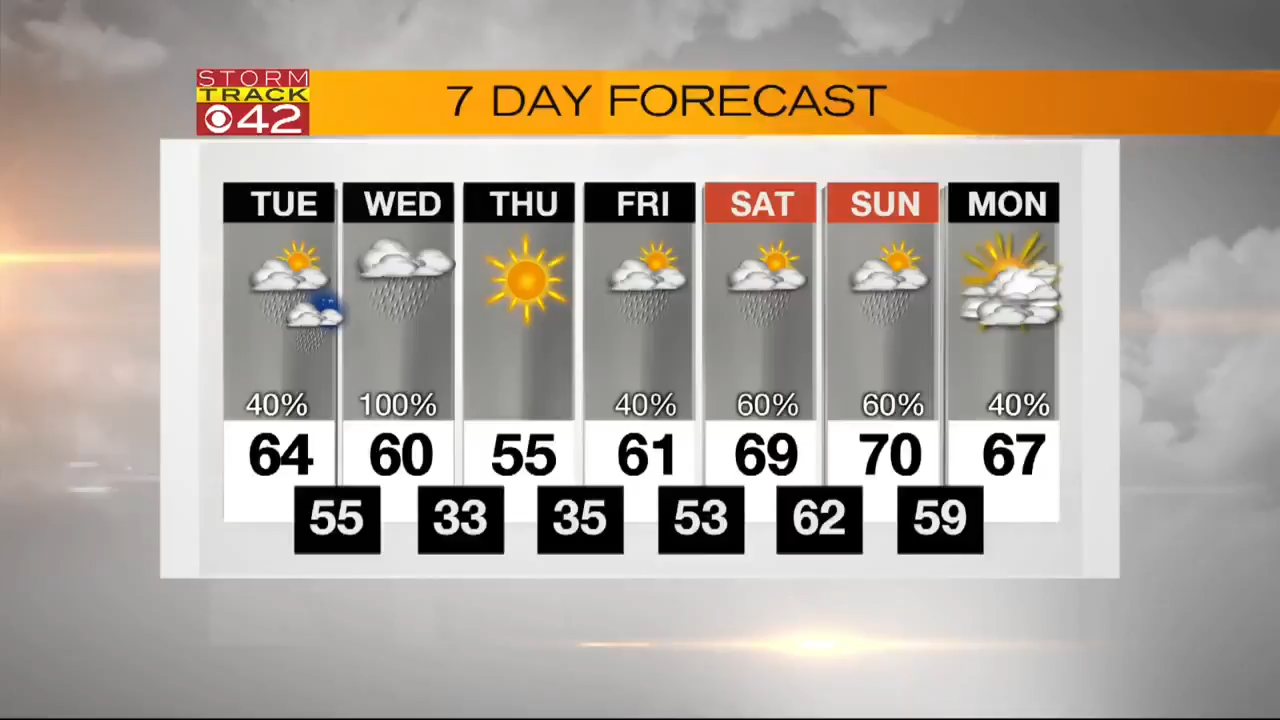 STORM
TRACK
42
7 DAY FORECAST
TUE WED THU FRI SAT SUN MON
40% 100% 40% 60% 60% 40%
64 60 55 61 69 70 67
55 33 35 53 62 59